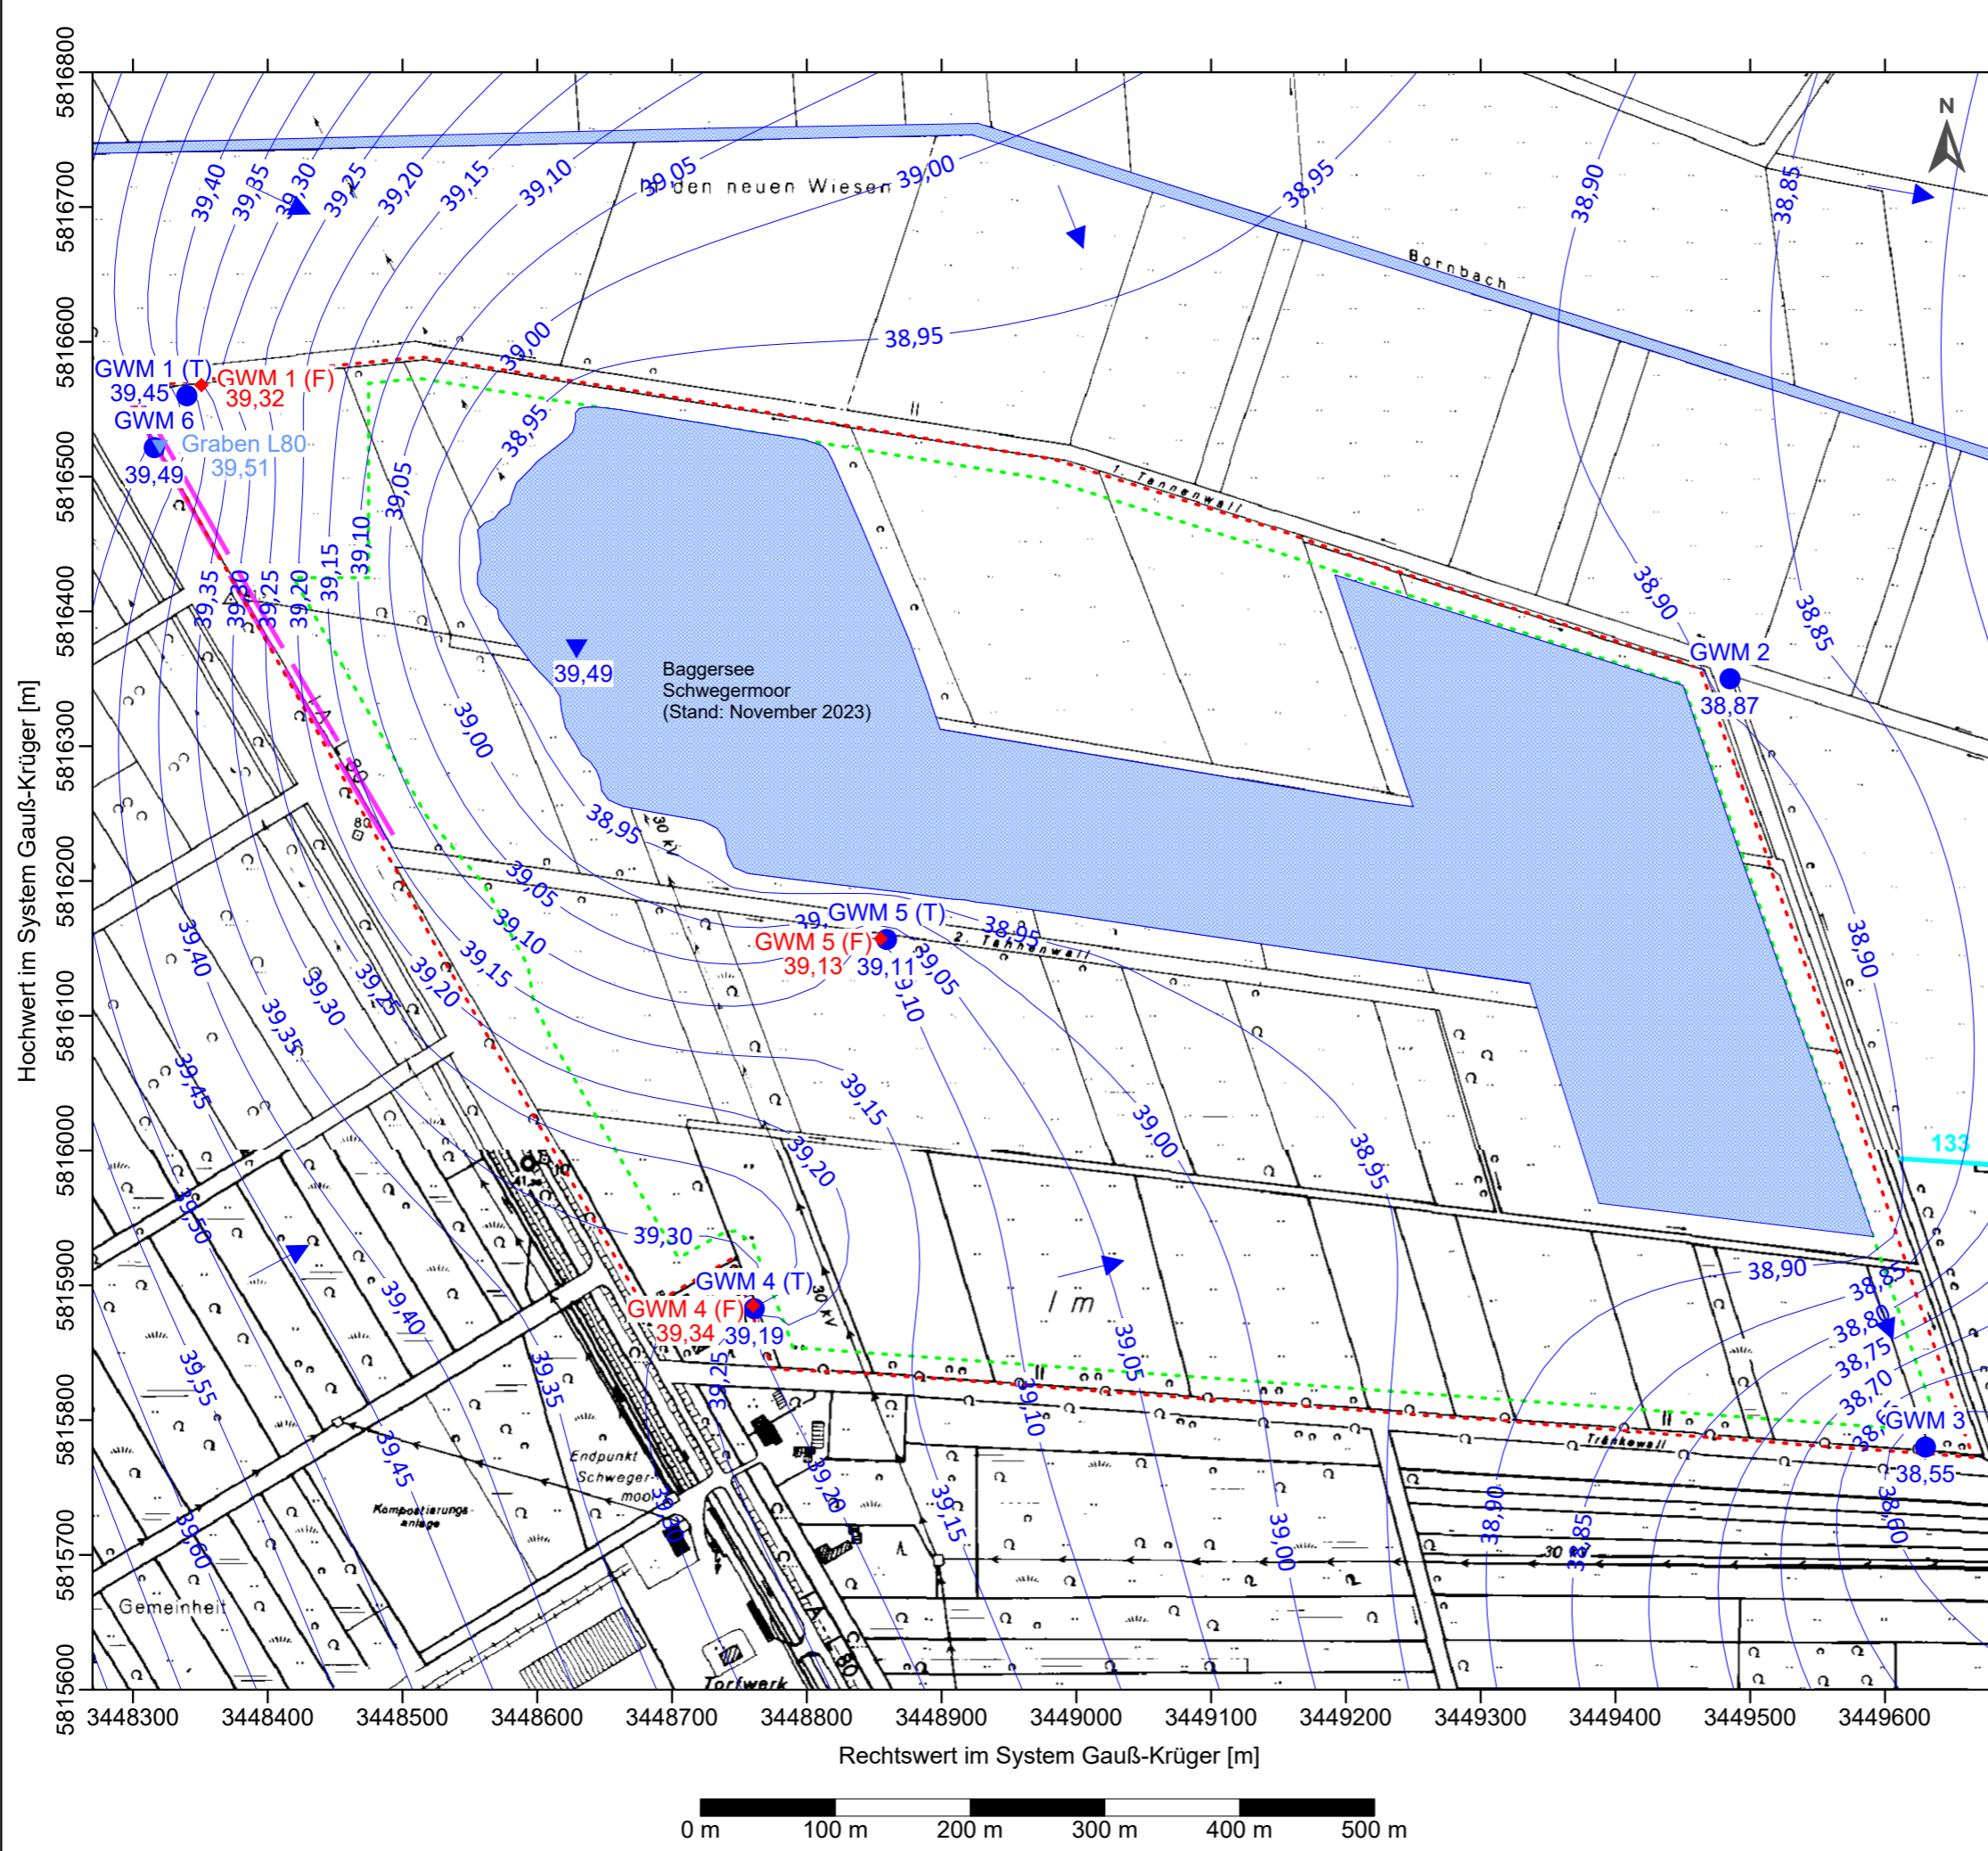 5816800
5816700
5816600
5816500
5816400
5816300
5816200
5816100
5816000
5815900
5815800
5815700
5815600
Hochwert im System Gauß-Krüger [m]
N
39,40
39,35
39,30
39,25
39,20
39,15
39,10
39,05
39,00
38,95
38,90
38,85
den neuen Wiesen
Bornbach
38,95
39,00
38,95
GWM 1 (T)
39,45
GWM 1 (F)
39,32
GWM 6
39,49
Graben L80
39,51
39,05
39,10
39,15
39,20
39,25
39,30
39,35
1. Tannenwall
38,90
38,85
GWM 2
38,87
39,49
Baggersee
Schwegermoor
(Stand: November 2023)
39,00
38,95
30 kV
80
80
39,05
39,10
39,15
39,20
39,25
39,30
39,35
39,40
39,45
39,50
39,55
39,60
GWM 5 (T)
GWM 5 (F)
39,13
39,11
38,95
2. Tannenwall
39,05
39,10
39,15
39,00
38,95
38,90
133
39,20
39,30
GWM 4 (T)
GWM 4 (F)
39,34
39,19
30 kV
I m
38,90
38,85
38,80
38,75
38,70
GWM 3
38,55
38,60
39,40
39,35
39,25
39,05
39,10
Tränkewall
39,45
Endpunkt
Schweger-
moor
39,30
39,20
39,15
39,00
38,90
38,85
Kompostierungs-
anlage
Gemeinheit
Torfwerk
L 80
3448300
3448400
3448500
3448600
3448700
3448800
3448900
3449000
3449100
3449200
3449300
3449400
3449500
3449600
Rechtswert im System Gauß-Krüger [m]
0 m
100 m
200 m
300 m
400 m
500 m